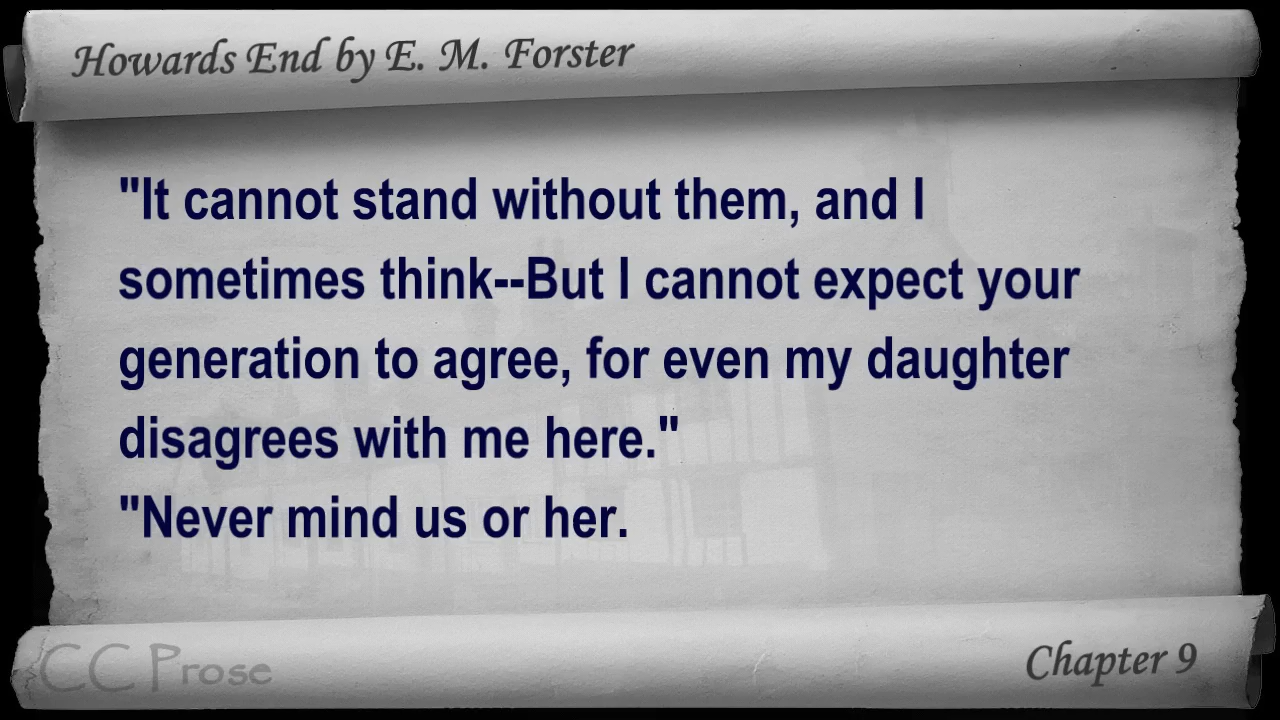 Howards End by E. M. Forster
"It cannot stand without them, and I
sometimes think--But I cannot expect your
generation to agree, for even my daughter
disagrees with me here."
"Never mind us or her.
CC Prose
Chapter 9